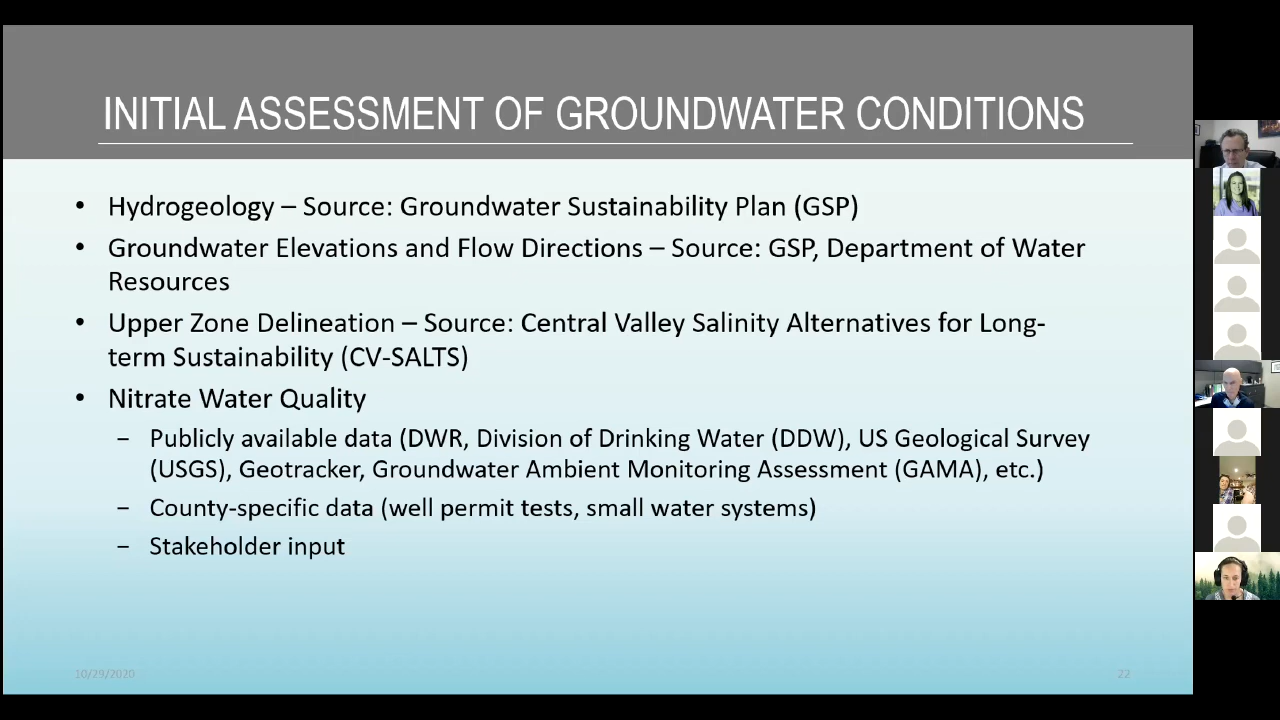 INITIAL ASSESSMENT OF GROUNDWATER CONDITIONS
• Hydrogeology – Source: Groundwater Sustainability Plan (GSP)
• Groundwater Elevations and Flow Directions – Source: GSP, Department of Water
Resources
• Upper Zone Delineation – Source: Central Valley Salinity Alternatives for Long-
term Sustainability (CV-SALTS)
• Nitrate Water Quality
– Publicly available data (DWR, Division of Drinking Water (DDW), US Geological Survey
(USGS), Geotracker, Groundwater Ambient Monitoring Assessment (GAMA), etc.)
– County-specific data (well permit tests, small water systems)
– Stakeholder input
10/29/2020
22